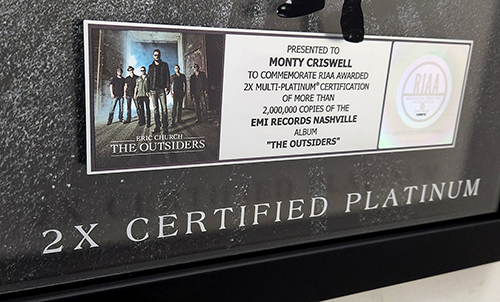 PRESENTED TO
MONTY CRISWELL
TO COMMEMORATE RIAA AWARDED
2X MULTI-PLATINUM® CERTIFICATION
OF MORE THAN
2,000,000 COPIES OF THE
EMI RECORDS NASHVILLE
ALBUM
"THE OUTSIDERS"
ERIC CHURCH
THE OUTSIDERS
RIAA
2X CERTIFIED PLATINUM